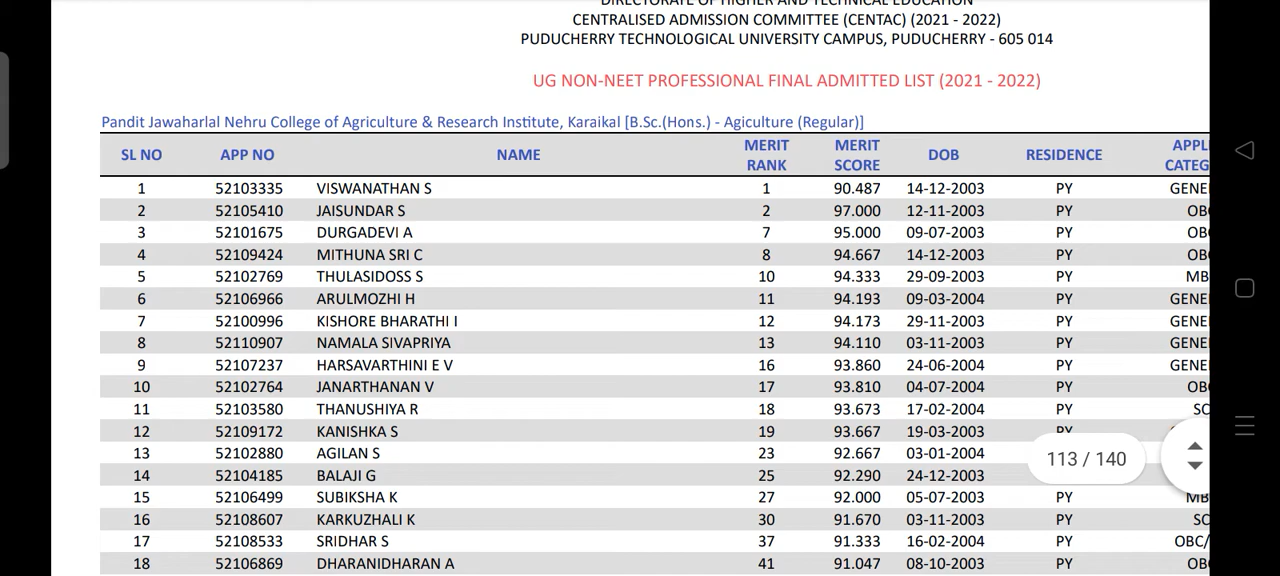 DIRECTORATE OF HIGHER AND TECHNICAL EDUCATION
CENTRALISED ADMISSION COMMITTEE (CENTAC) (2021 - 2022)
PUDUCHERRY TECHNOLOGICAL UNIVERSITY CAMPUS, PUDUCHERRY - 605 014
UG NON-NEET PROFESSIONAL FINAL ADMITTED LIST (2021 - 2022)
Pandit Jawaharlal Nehru College of Agriculture & Research Institute, Karaikal [B.Sc.(Hons.) - Agiculture (Regular)]
SL NO APP NO NAME MERIT RANK MERIT SCORE DOB RESIDENCE APPL CATEG
1 52103335 VISWANATHAN S 1 90.487 14-12-2003 PY GENE
2 52105410 JAISUNDAR S 2 97.000 12-11-2003 PY OB
3 52101675 DURGADEVI A 7 95.000 09-07-2003 PY OB
4 52109424 MITHUNA SRI C 8 94.667 14-12-2003 PY OB
5 52102769 THULASIDOSS S 10 94.333 29-09-2003 PY MB
6 52106966 ARULMOZHI H 11 94.193 09-03-2004 PY GENE
7 52100996 KISHORE BHARATHI I 12 94.173 29-11-2003 PY GENE
8 52110907 NAMALA SIVAPRIYA 13 94.110 03-11-2003 PY GENE
9 52107237 HARSAVARTHINI E V 16 93.860 24-06-2004 PY GENE
10 52102764 JANARTHANAN V 17 93.810 04-07-2004 PY OB
11 52103580 THANUSHIYA R 18 93.673 17-02-2004 PY SC
12 52109172 KANISHKA S 19 93.667 19-03-2003 PY
13 52102880 AGILAN S 23 92.667 03-01-2004
113 / 140
14 52104185 BALAJI G 25 92.290 24-12-2003
15 52106499 SUBIKSHA K 27 92.000 05-07-2003 PY MB
16 52108607 KARKUZHALI K 30 91.670 03-11-2003 PY SC
17 52108533 SRIDHAR S 37 91.333 16-02-2004 PY OBC/
18 52106869 DHARANIDHARAN A 41 91.047 08-10-2003 PY OB